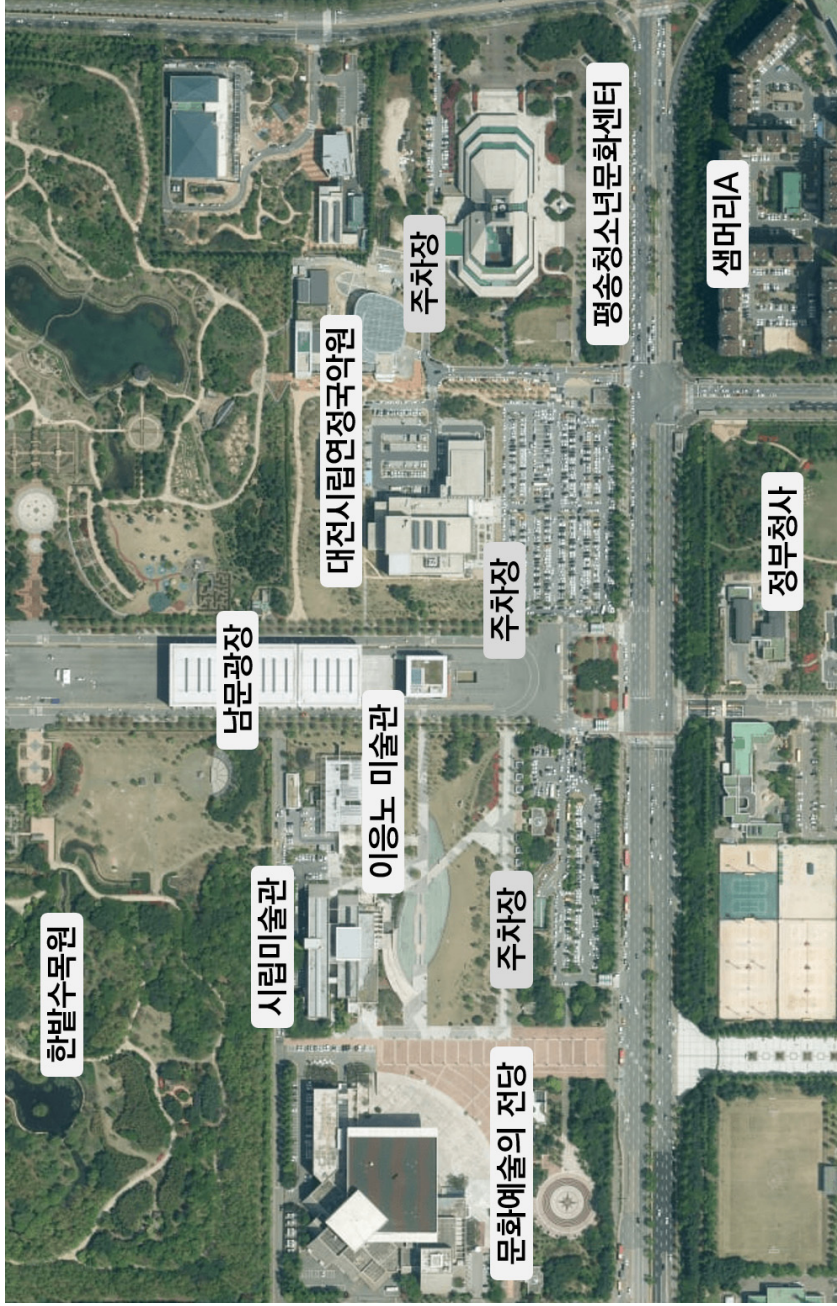 한밭수목원
시립미술관
남문광장
이응노 미술관
대전시립연정국악원
주차장
문화예술의 전당
주차장
주차장
평송청소년문화센터
정부청사
샘머리A